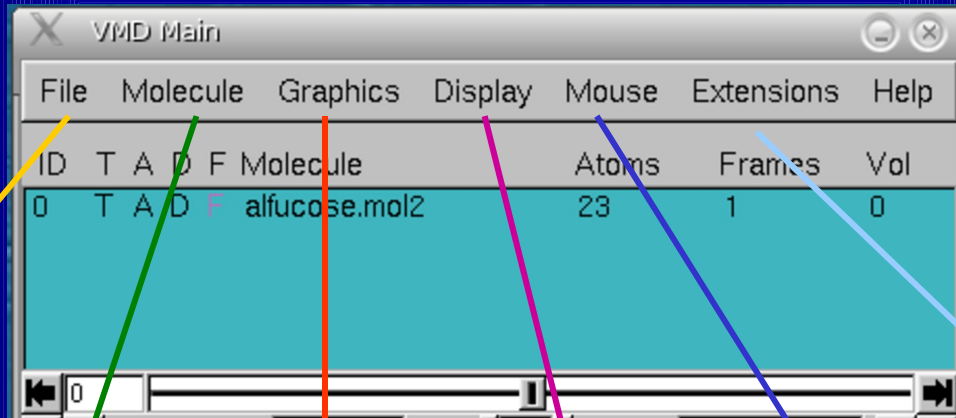 VMD Main
File Molecule Graphics Display Mouse Extensions Help
ID T A D F Molecule Atoms Frames Vol
0 T A D F alfucose.mol2 23 1 0
0